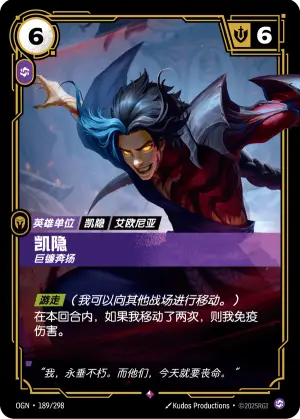 6
6
英雄单位 凯隐 艾欧尼亚
凯隐
巨镰奔扬
游走 （我可以向其他战场进行移动。）
在本回合内，如果我移动了两次，则我免疫
伤害。
“我，永垂不朽。而他们，今天就要丧命。”
OGN • 189/298 Kudos Productions • ©2025RGI